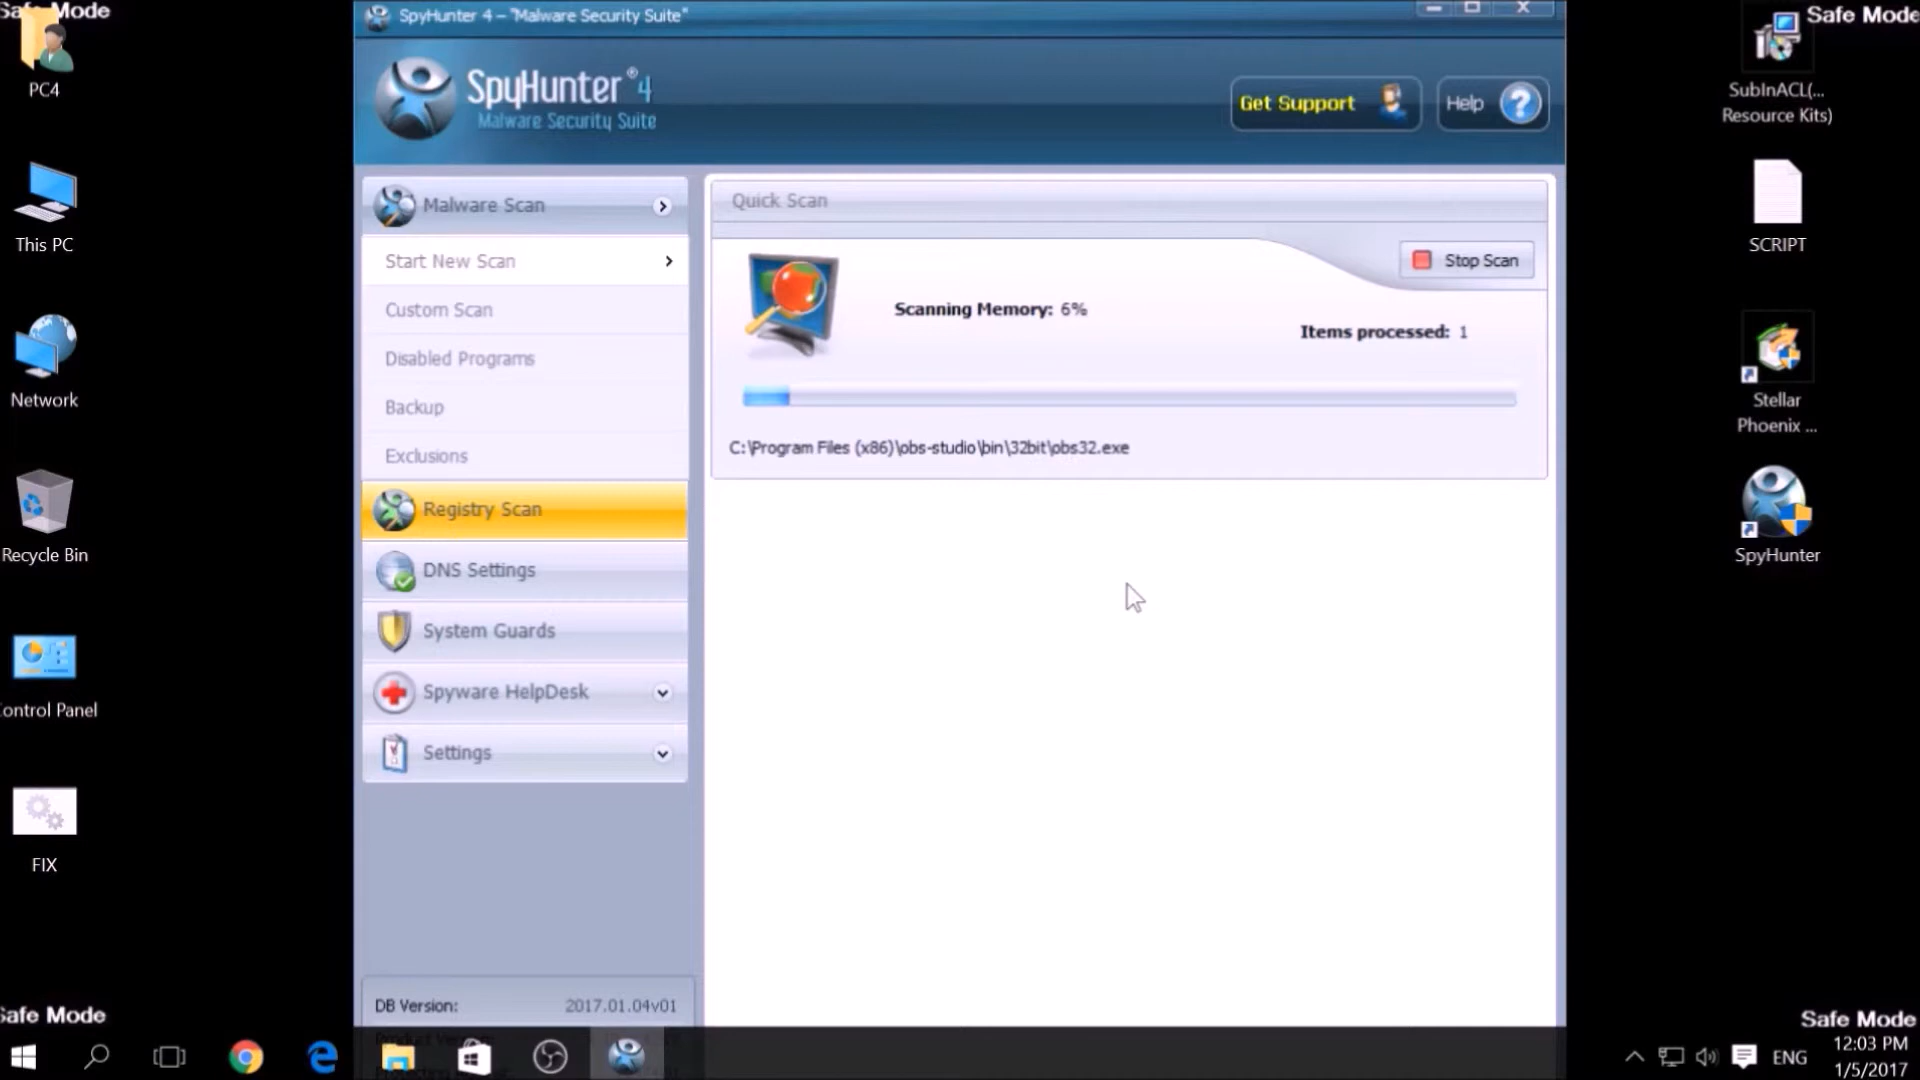 Safe Mode
Safe Mode
SpyHunter 4 – "Malware Security Suite"
SpyHunter® 4
Malware Security Suite
Get Support
Help
PC4
This PC
Network
Recycle Bin
ontrol Panel
FIX
Malware Scan
Start New Scan
Custom Scan
Disabled Programs
Backup
Exclusions
Registry Scan
DNS Settings
System Guards
Spyware HelpDesk
Settings
DB Version: 2017.01.04v01
Quick Scan
Stop Scan
Scanning Memory: 6%
Items processed: 1
C:\Program Files (x86)\obs-studio\bin\32bit\obs32.exe
SubInACL(...
Resource Kits)
SCRIPT
Stellar
Phoenix ...
SpyHunter
Safe Mode
Safe Mode
ENG
12:03 PM
1/5/2017